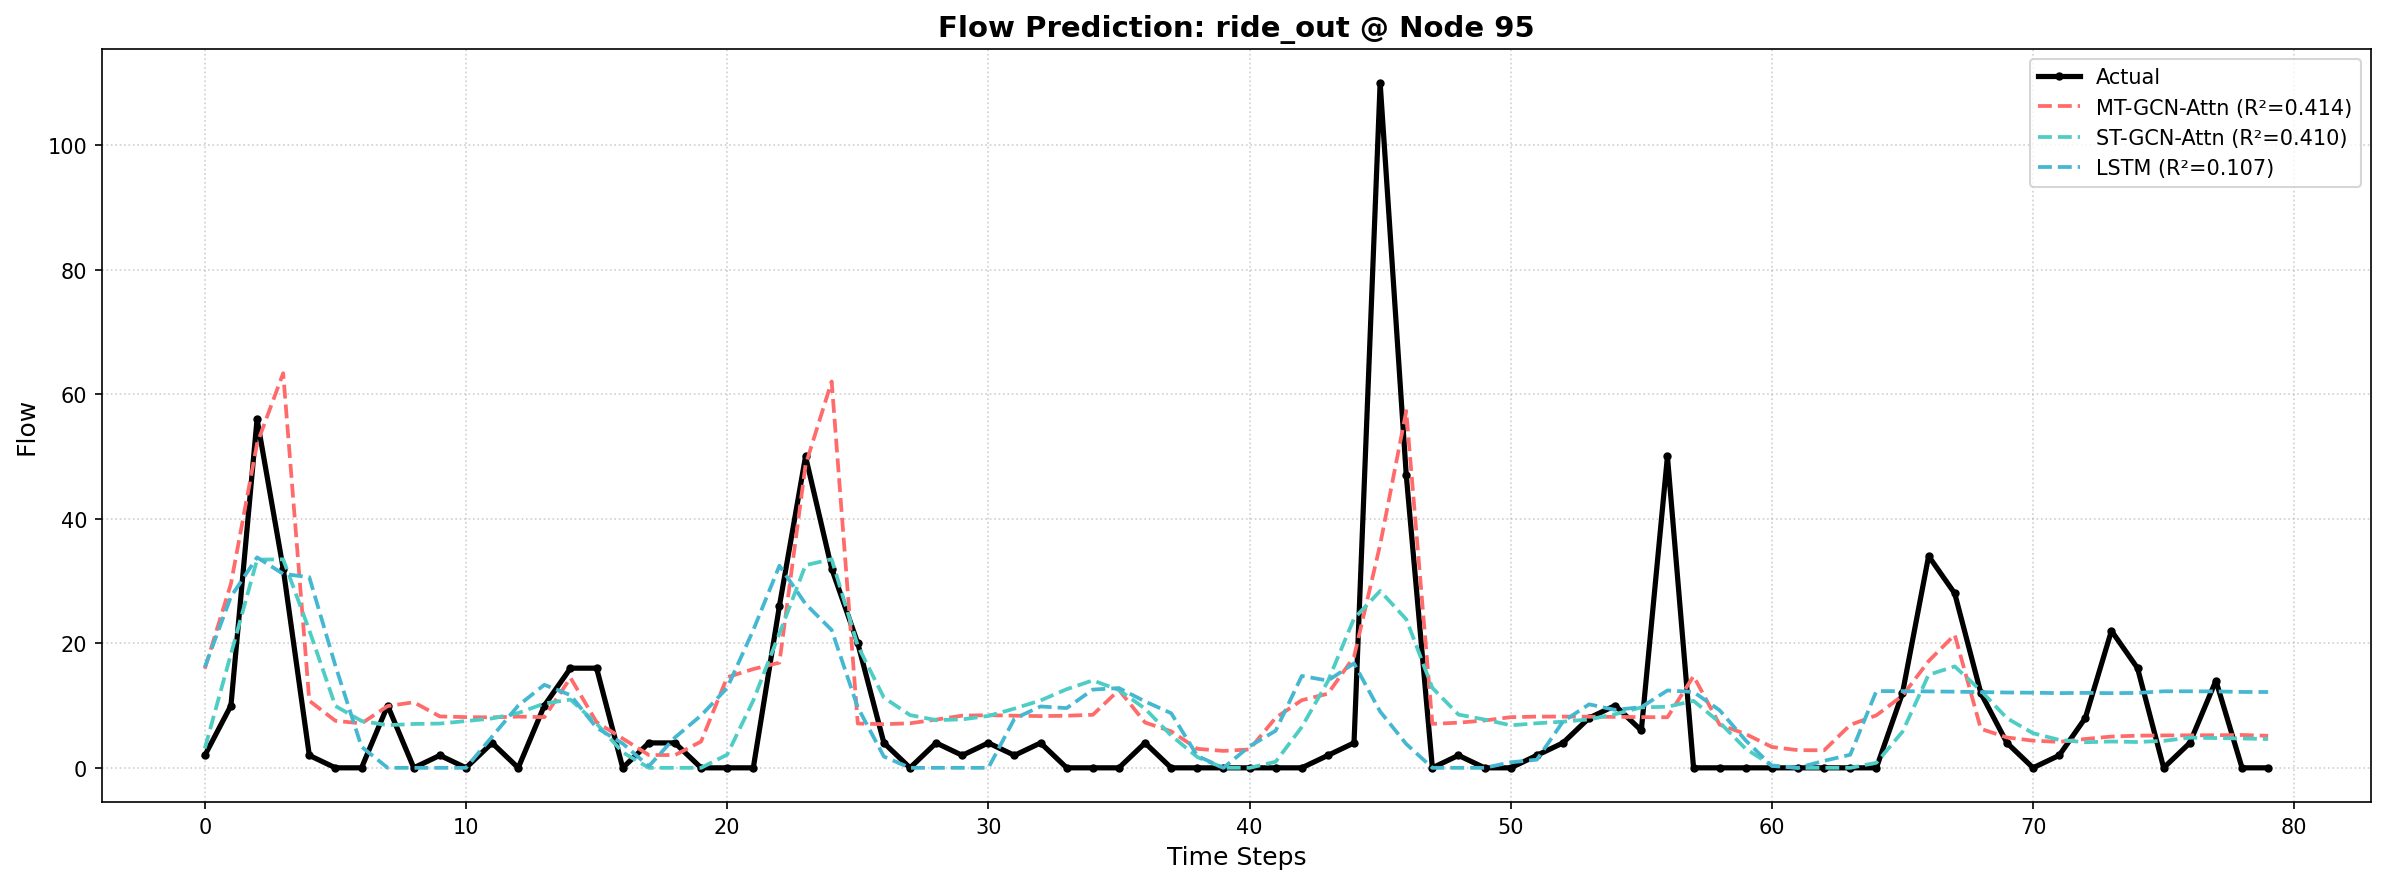 Flow Prediction: ride_out @ Node 95
Actual
MT-GCN-Attn (R²=0.414)
ST-GCN-Attn (R²=0.410)
LSTM (R²=0.107)
Flow
100
80
60
40
20
0
0 10 20 30 40 50 60 70 80
Time Steps